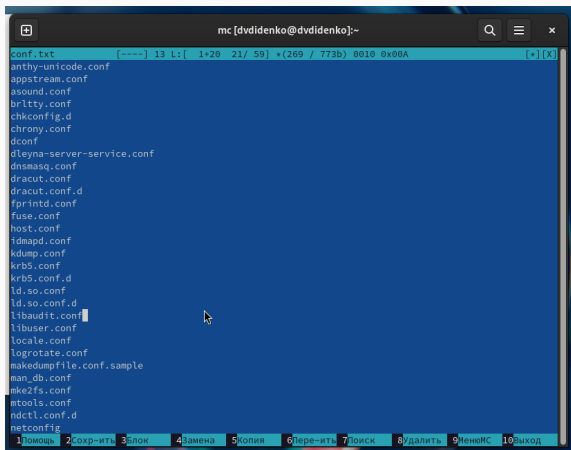 mc [dvdidenko@dvdidenko]:~
conf.txt [----] 13 L:[ 1+20 21/ 59] *(269 / 773b) 0010 0x00A [*][X]
anthy-unicode.conf
appstream.conf
asound.conf
brltty.conf
chkconfig.d
chrony.conf
dconf
dleyna-server-service.conf
dnsmasq.conf
dracut.conf
dracut.conf.d
fprintd.conf
fuse.conf
host.conf
idmapd.conf
kdump.conf
krb5.conf
krb5.conf.d
ld.so.conf
ld.so.conf.d
libaudit.conf
libuser.conf
locale.conf
logrotate.conf
makedumpfile.conf.sample
man_db.conf
mke2fs.conf
mtools.conf
ndctl.conf.d
netconfig
1Помощь 2Сохр-ить 3Блок 4Замена 5Копия 6Пере-ить 7Поиск 8Удалить 9МенюMC 10Выход